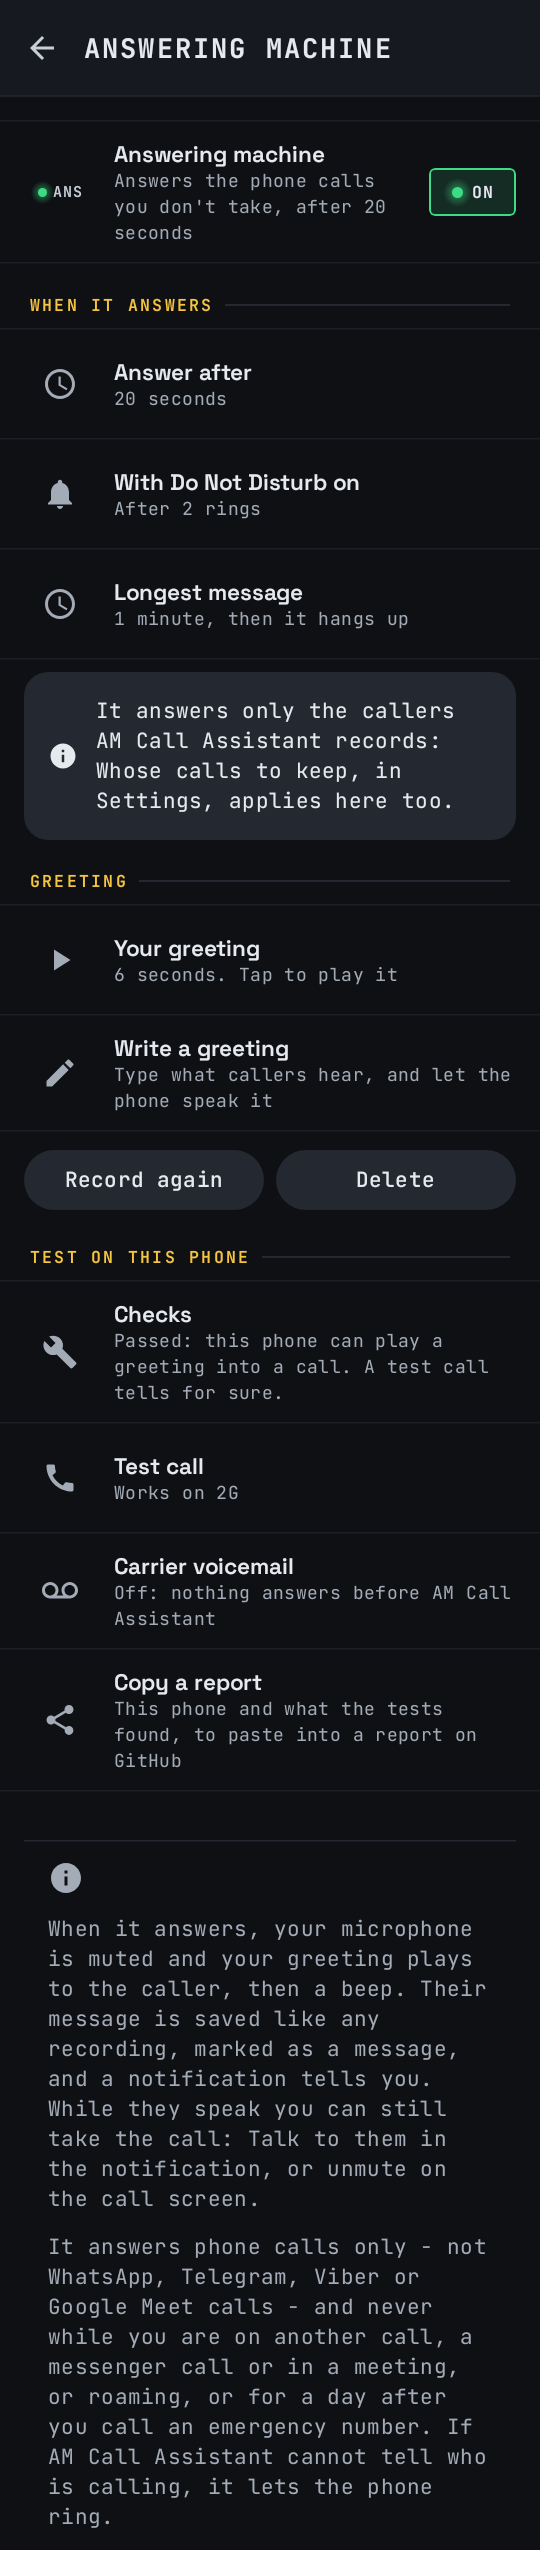 ANSWERING MACHINE
Answering machine
ANS
Answers the phone calls
you don't take, after 20
seconds
ON
WHEN IT ANSWERS
Answer after
20 seconds
With Do Not Disturb on
After 2 rings
Longest message
1 minute, then it hangs up
It answers only the callers
AM Call Assistant records:
Whose calls to keep, in
Settings, applies here too.
GREETING
Your greeting
6 seconds. Tap to play it
Write a greeting
Type what callers hear, and let the
phone speak it
Record again
Delete
TEST ON THIS PHONE
Checks
Passed: this phone can play a
greeting into a call. A test call
tells for sure.
Test call
Works on 2G
Carrier voicemail
Off: nothing answers before AM Call
Assistant
Copy a report
This phone and what the tests
found, to paste into a report on
GitHub
When it answers, your microphone
is muted and your greeting plays
to the caller, then a beep. Their
message is saved like any
recording, marked as a message,
and a notification tells you.
While they speak you can still
take the call: Talk to them in
the notification, or unmute on
the call screen.
It answers phone calls only - not
WhatsApp, Telegram, Viber or
Google Meet calls - and never
while you are on another call, a
messenger call or in a meeting,
or roaming, or for a day after
you call an emergency number. If
AM Call Assistant cannot tell who
is calling, it lets the phone
ring.